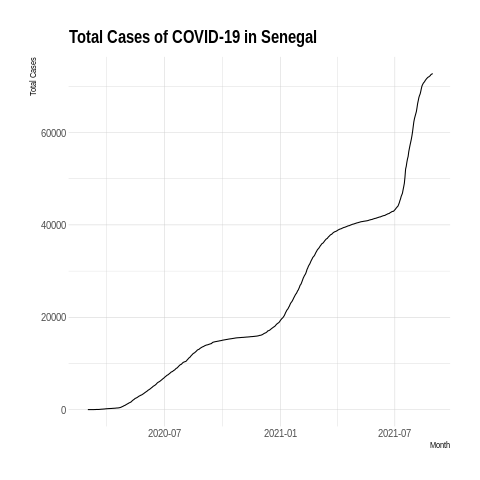 Total Cases of COVID-19 in Senegal
Total Cases
60000
40000
20000
0
2020-07
2021-01
2021-07
Month